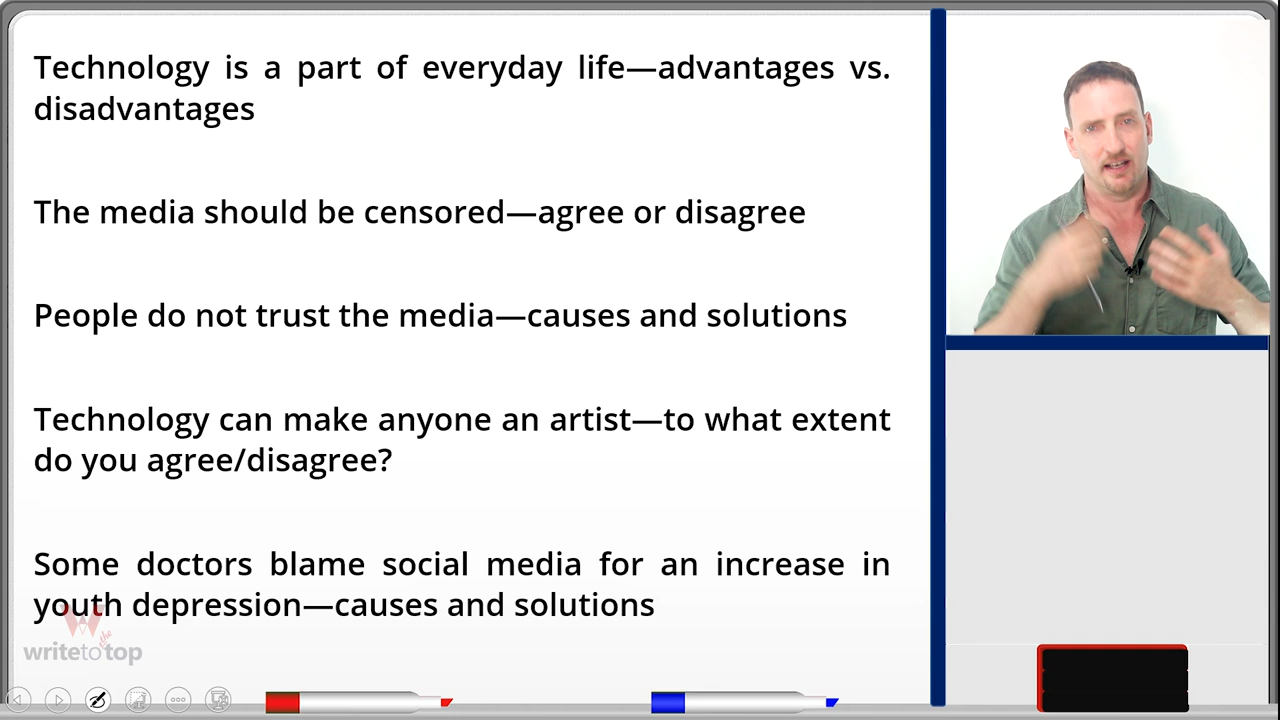 Technology is a part of everyday life—advantages vs.
disadvantages
The media should be censored—agree or disagree
People do not trust the media—causes and solutions
Technology can make anyone an artist—to what extent
do you agree/disagree?
Some doctors blame social media for an increase in
youth depression—causes and solutions
writetothetop